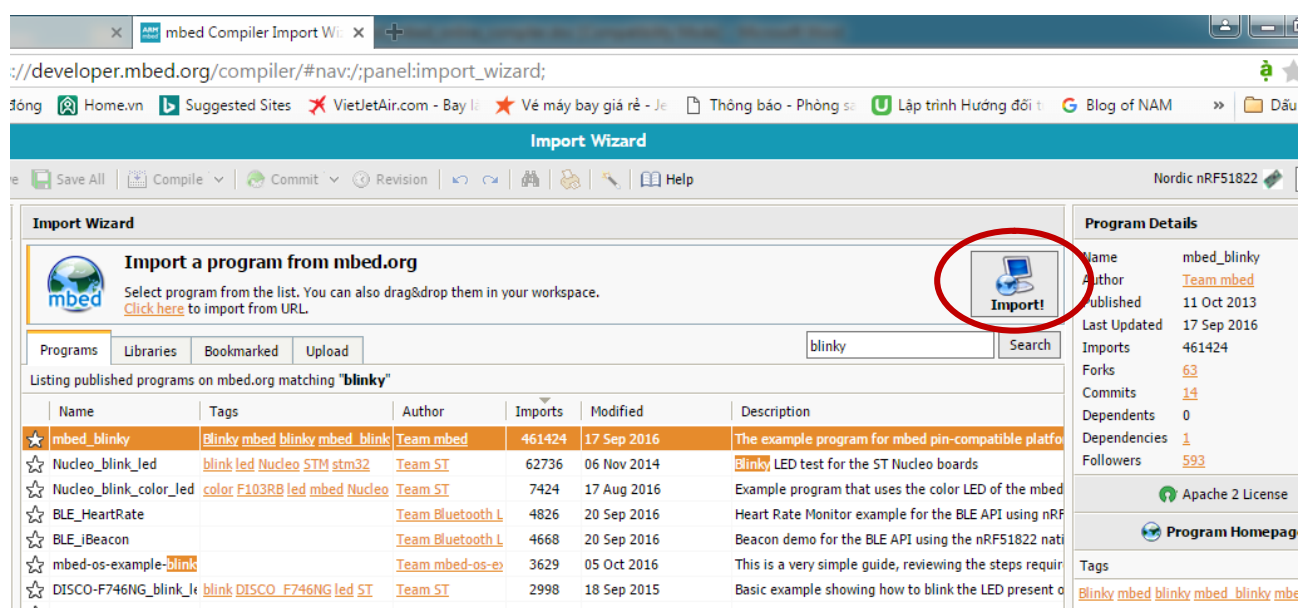 mbed Compiler Import Wi
://developer.mbed.org/compiler/#nav:/;panel:import_wizard;
đóng Home.vn Suggested Sites VietJetAir.com - Bay là Vé máy bay giá rẻ - Je Thông báo - Phòng sa Lập trình Hướng đối t Blog of NAM » Dấu
Import Wizard
Save All Compile Commit Revision Help Nordic nRF51822
Import Wizard
Import a program from mbed.org
Select program from the list. You can also drag&drop them in your workspace.
Click here to import from URL.
mbed
Import!
Programs Libraries Bookmarked Upload blinky Search
Listing published programs on mbed.org matching "blinky"
Name Tags Author Imports Modified Description
mbed_blinky Blinky mbed blinky mbed_blink Team mbed 461424 17 Sep 2016 The example program for mbed pin-compatible platfo
Nucleo_blink_led blink led Nucleo STM stm32 Team ST 62736 06 Nov 2014 Blinky LED test for the ST Nucleo boards
Nucleo_blink_color_led color F103RB led mbed Nucleo Team ST 7424 17 Aug 2016 Example program that uses the color LED of the mbed
BLE_HeartRate Team Bluetooth L 4826 20 Sep 2016 Heart Rate Monitor example for the BLE API using nRF
BLE_iBeacon Team Bluetooth L 4668 20 Sep 2016 Beacon demo for the BLE API using the nRF51822 nati
mbed-os-example-blink Team mbed-os-ex 3629 05 Oct 2016 This is a very simple guide, reviewing the steps requir
DISCO-F746NG_blink_le blink DISCO_F746NG led ST Team ST 2998 18 Sep 2015 Basic example showing how to blink the LED present o
Program Details
Name mbed_blinky
Author Team mbed
Published 11 Oct 2013
Last Updated 17 Sep 2016
Imports 461424
Forks 63
Commits 14
Dependents 0
Dependencies 1
Followers 593
Apache 2 License
Program Homepag
Tags
Blinky mbed blinky mbed_blinky mbe